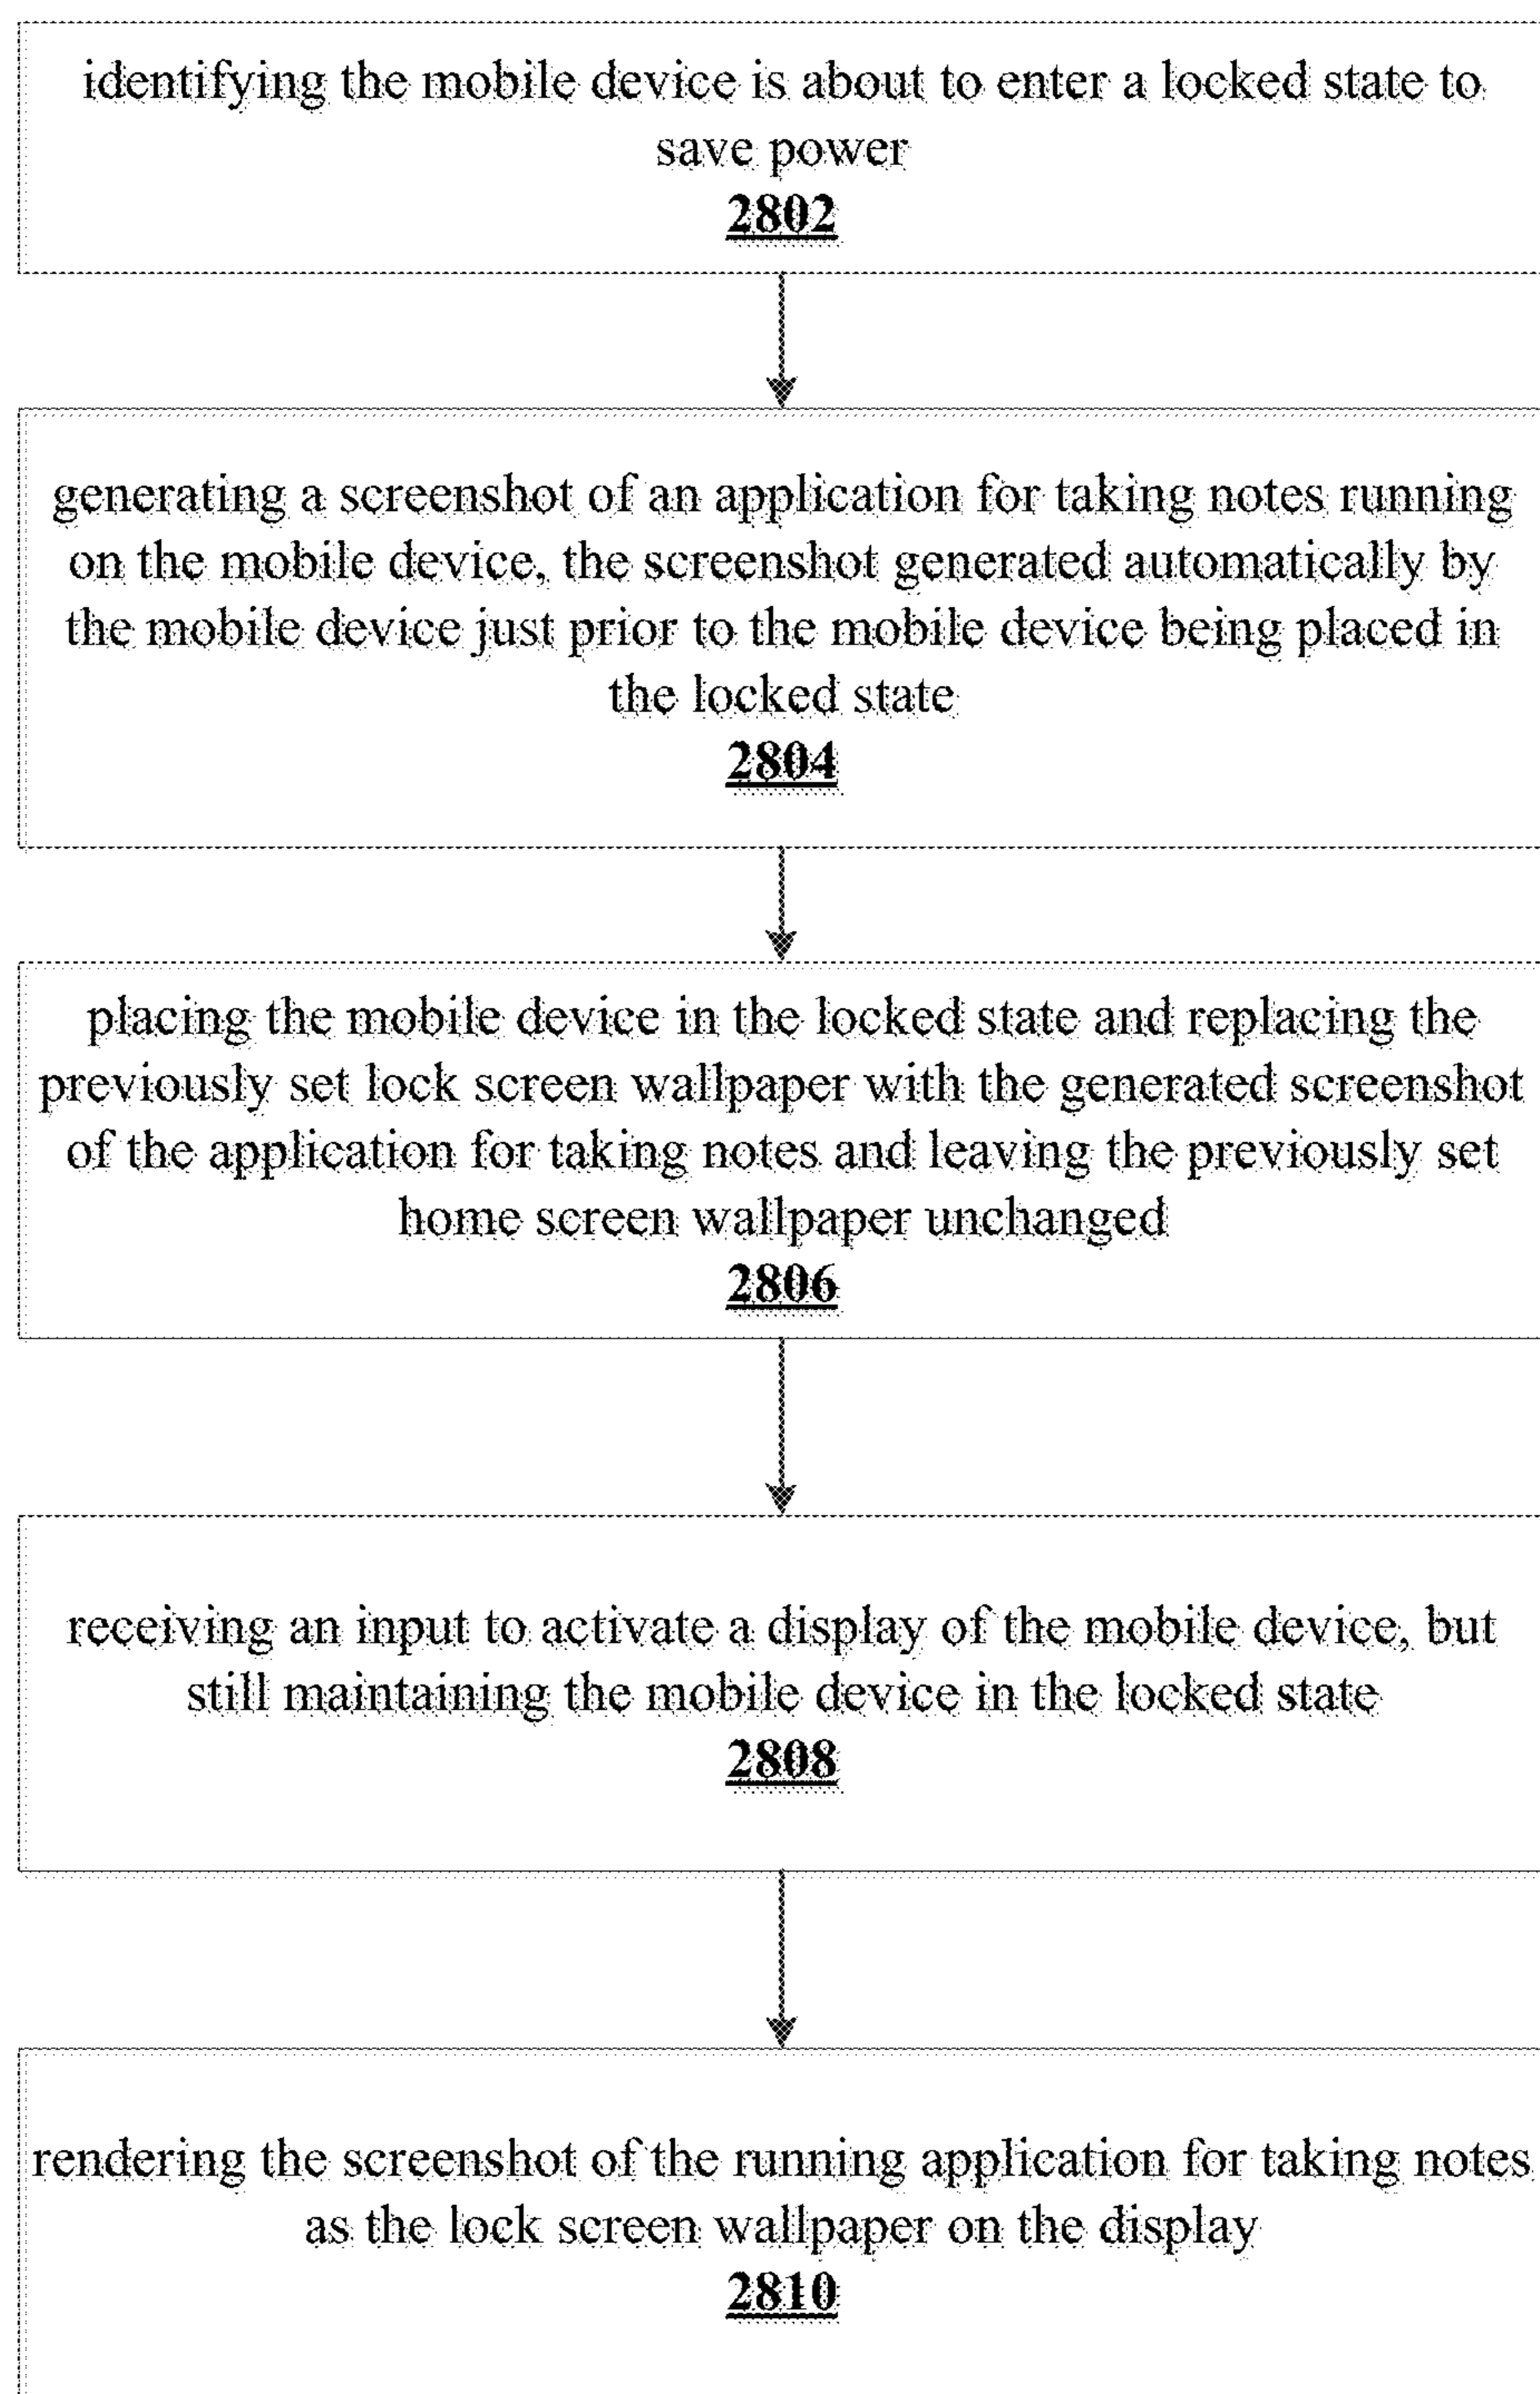 identifying the mobile device is about to enter a locked state to
save power
2802
generating a screenshot of an application for taking notes running
on the mobile device, the screenshot generated automatically by
the mobile device just prior to the mobile device being placed in
the locked state
2804
placing the mobile device in the locked state and replacing the
previously set lock screen wallpaper with the generated screenshot
of the application for taking notes and leaving the previously set
home screen wallpaper unchanged
2806
receiving an input to activate a display of the mobile device, but
still maintaining the mobile device in the locked state
2808
rendering the screenshot of the running application for taking notes
as the lock screen wallpaper on the display
2810